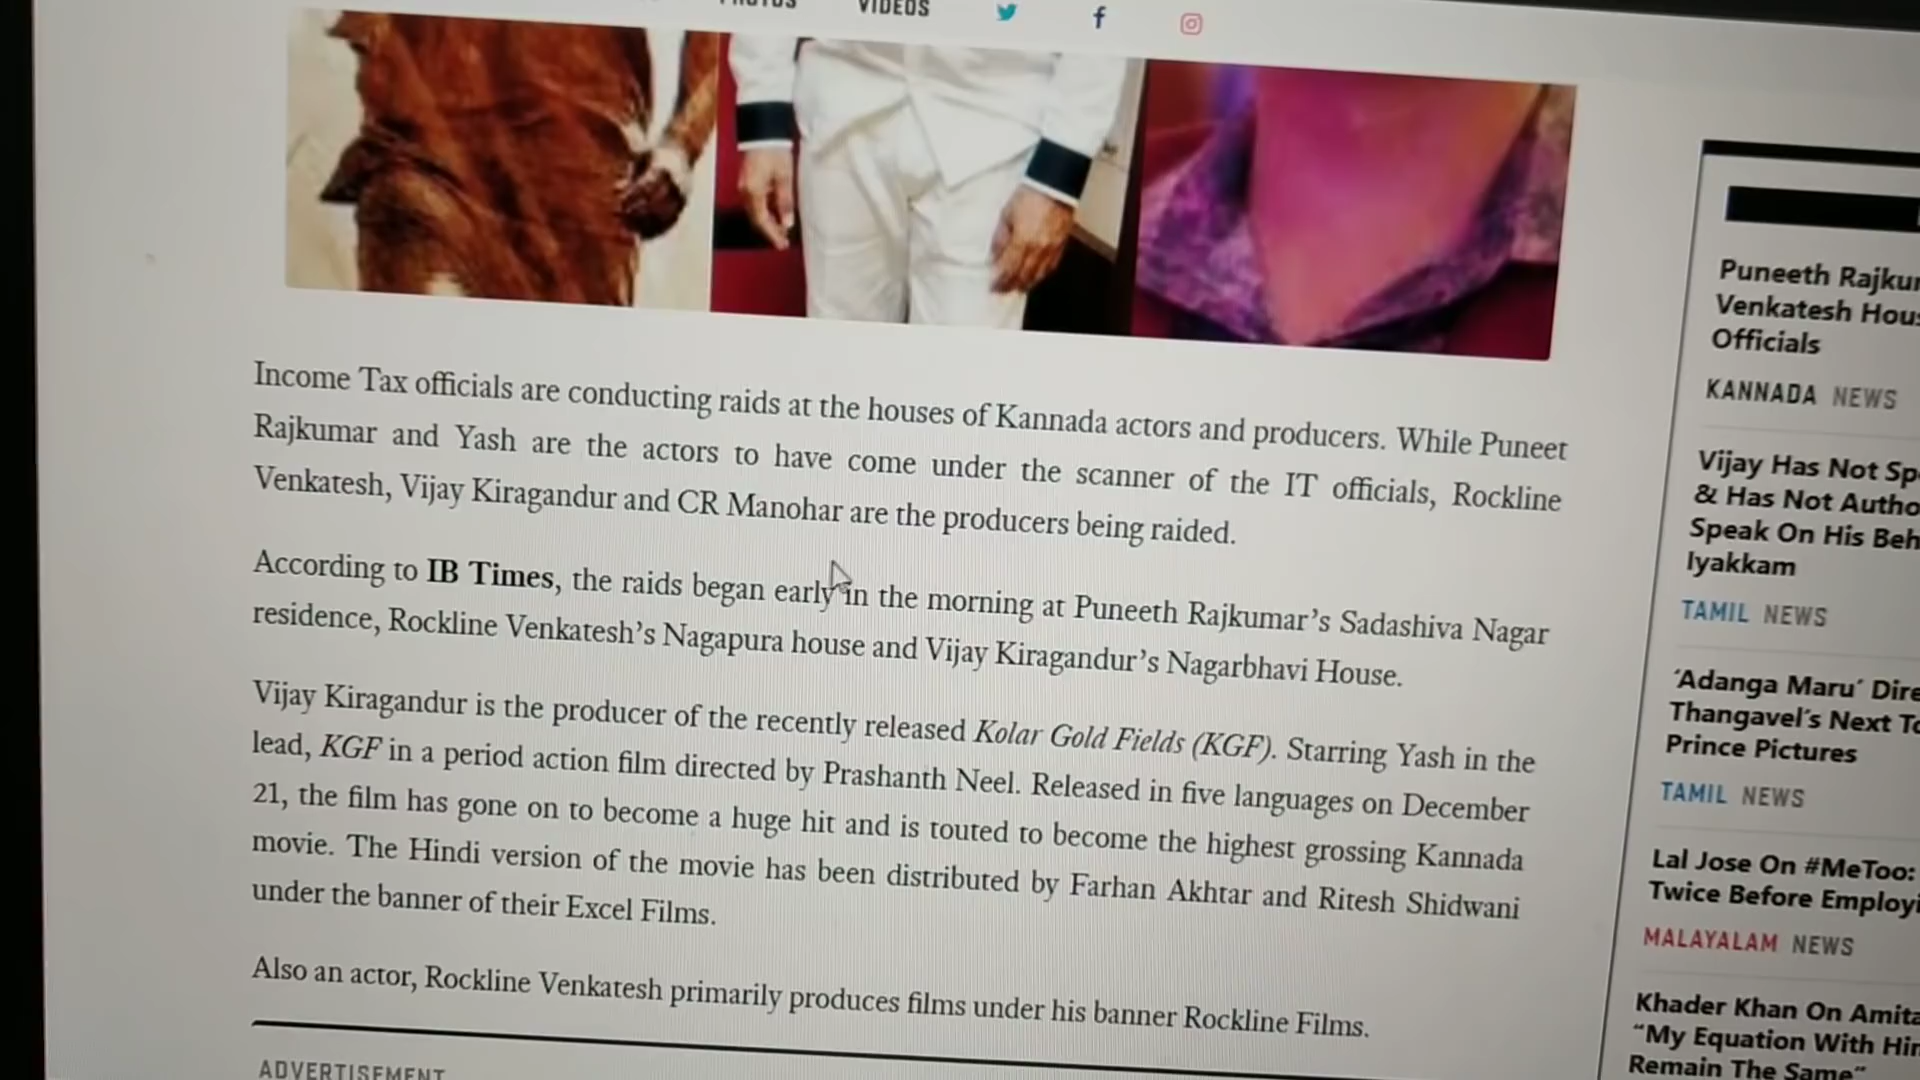 VIDEOS
Income Tax officials are conducting raids at the houses of Kannada actors and producers. While Puneet
Rajkumar and Yash are the actors to have come under the scanner of the IT officials, Rockline
Venkatesh, Vijay Kiragandur and CR Manohar are the producers being raided.
According to IB Times, the raids began early in the morning at Puneeth Rajkumar's Sadashiva Nagar
residence, Rockline Venkatesh's Nagapura house and Vijay Kiragandur's Nagarbhavi House.
Vijay Kiragandur is the producer of the recently released Kolar Gold Fields (KGF). Starring Yash in the
lead, KGF in a period action film directed by Prashanth Neel. Released in five languages on December
21, the film has gone on to become a huge hit and is touted to become the highest grossing Kannada
movie. The Hindi version of the movie has been distributed by Farhan Akhtar and Ritesh Shidwani
under the banner of their Excel Films.
Also an actor, Rockline Venkatesh primarily produces films under his banner Rockline Films.
ADVERTISEMENT
Puneeth
Venkatesh
Officials
KANNADA NEWS
Vijay Has Not
& Has Not
Speak On His
Iyakkam
TAMIL NEWS
'Adanga Maru'
Thangavel's Next
Prince Pictures
TAMIL NEWS
Lal Jose On #MeToo:
Twice Before
MALAYALAM NEWS
Khader Khan On
"My Equation With
Remain The Same"